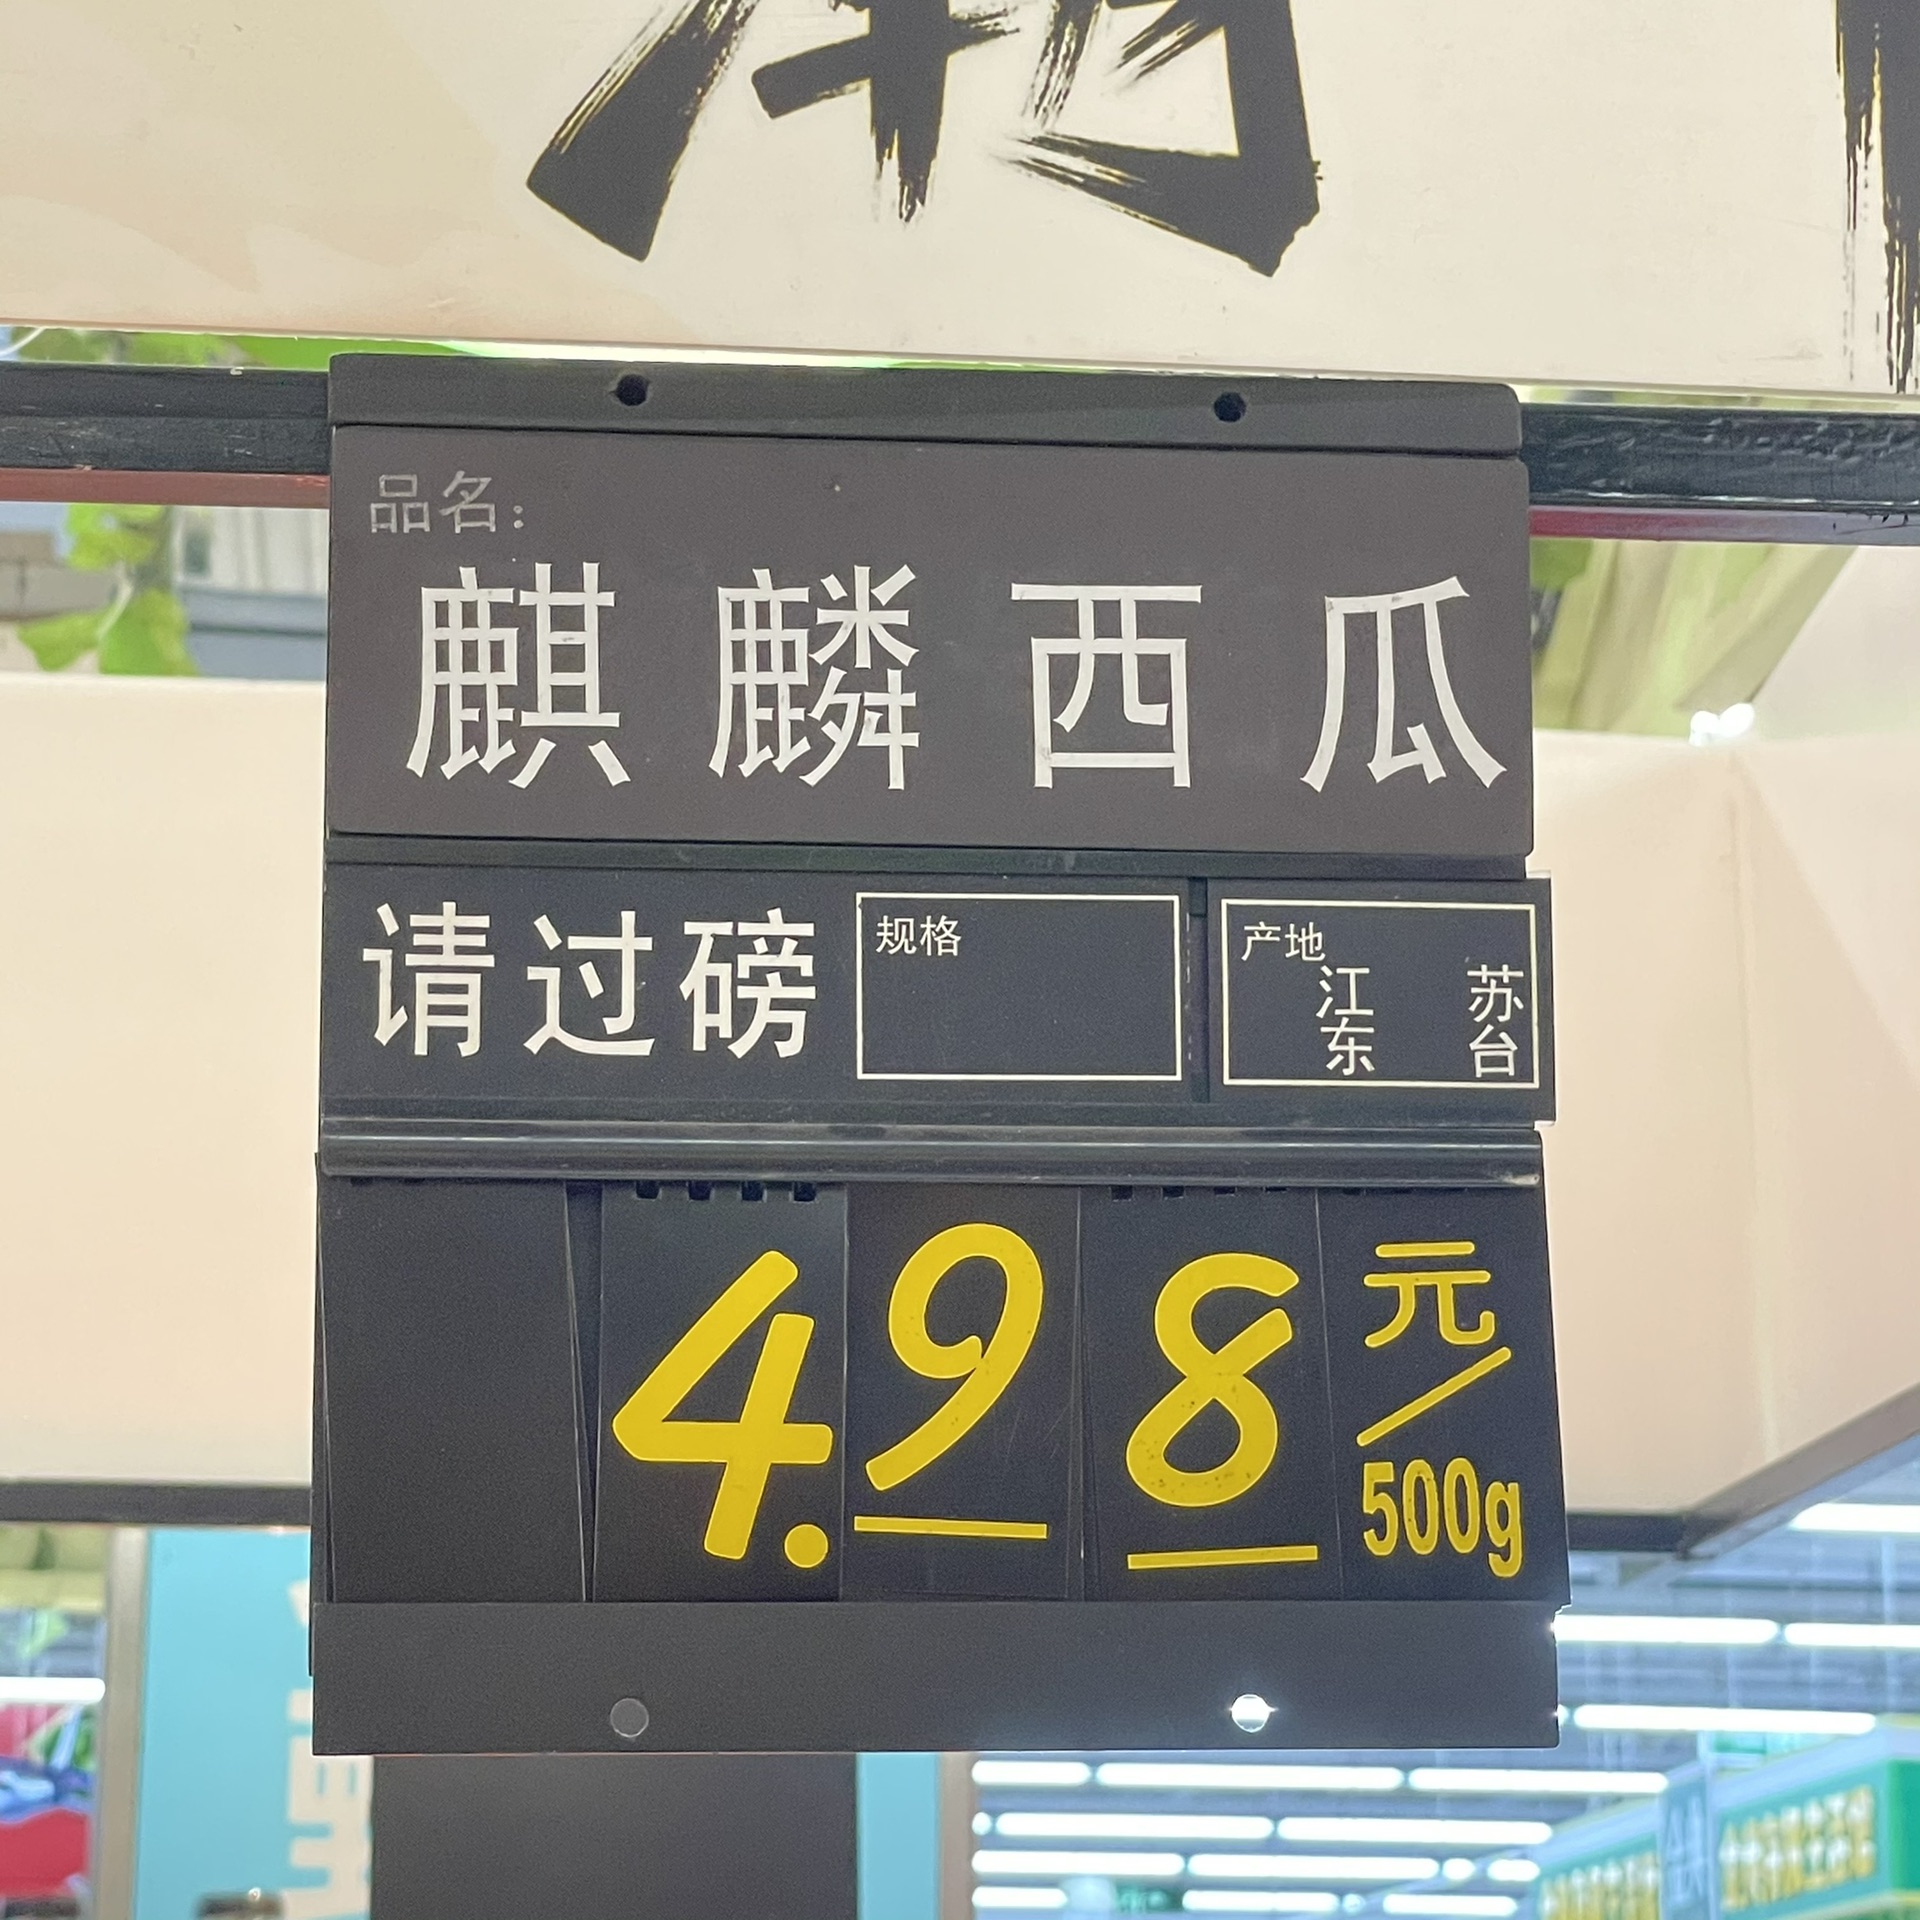 品名:
麒麟西瓜
请过磅
规格
产地
江苏
东台
4.98
元/500g